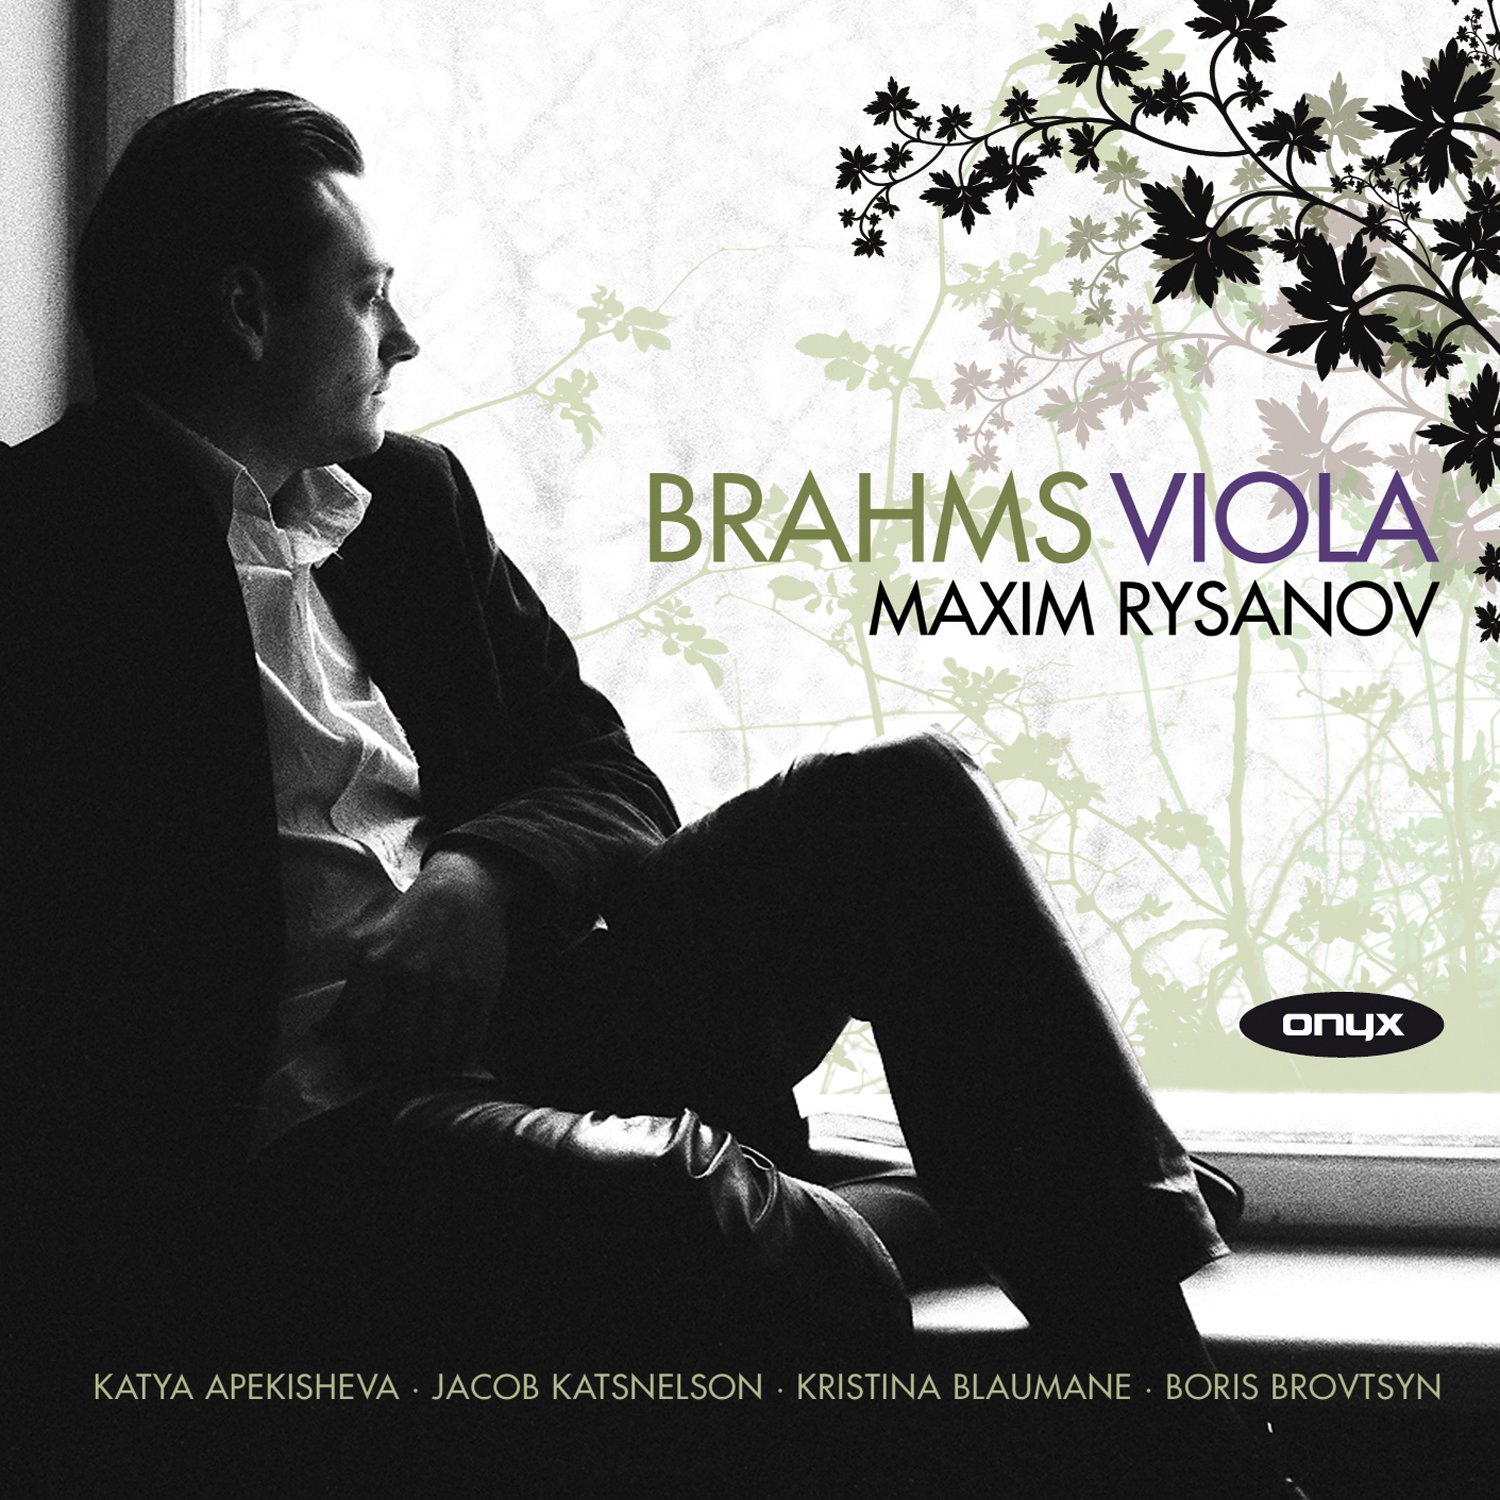 BRAHMS VIOLA
MAXIM RYSANOV
onyx
KATYA APEKISHEVA · JACOB KATSNELSON · KRISTINA BLAUMANE · BORIS BROVTSYN